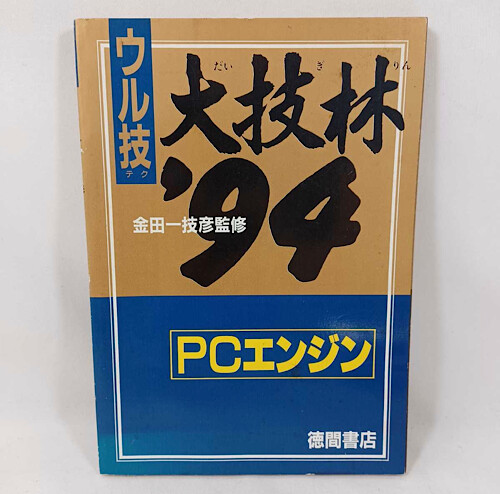 ウル技
テク
だい ぎ りん
大技林
'94
金田一技彦監修
PCエンジン
徳間書店